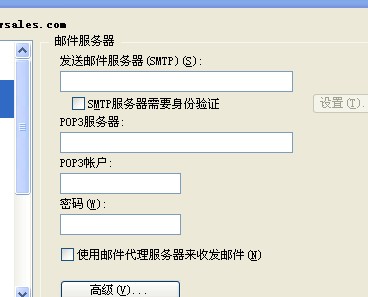 rsales.com
邮件服务器
发送邮件服务器(SMTP)(S):
SMTP服务器需要身份验证
设置(T).
POP3服务器:
POP3帐户:
密码(W):
使用邮件代理服务器来收发邮件(N)
高级(V)...